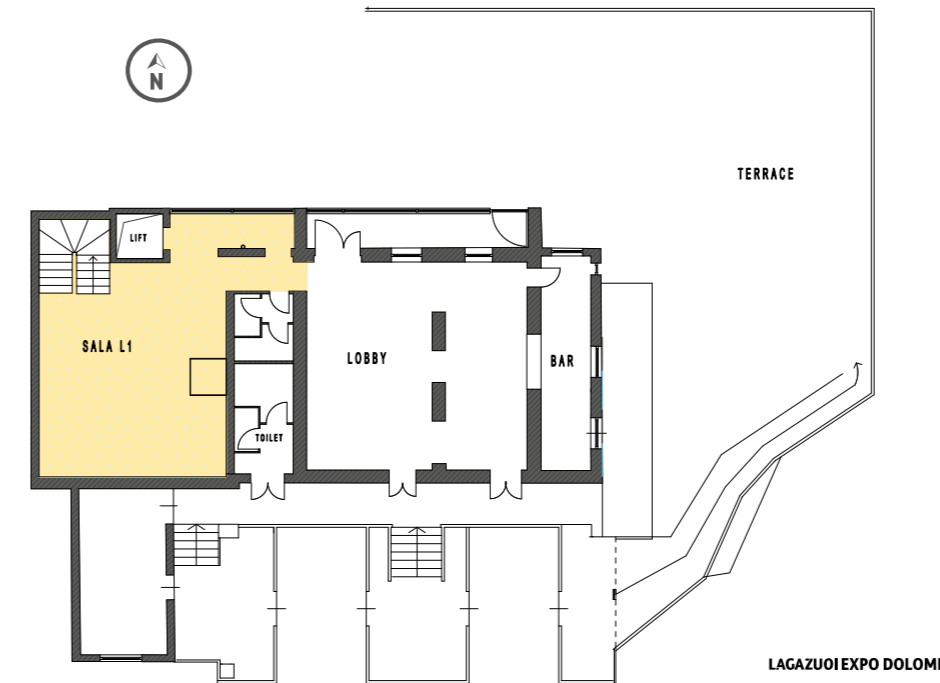 N
TERRACE
LIFT
SALA L1
LOBBY
BAR
TOILET
LAGAZUOI EXPO DOLOMI